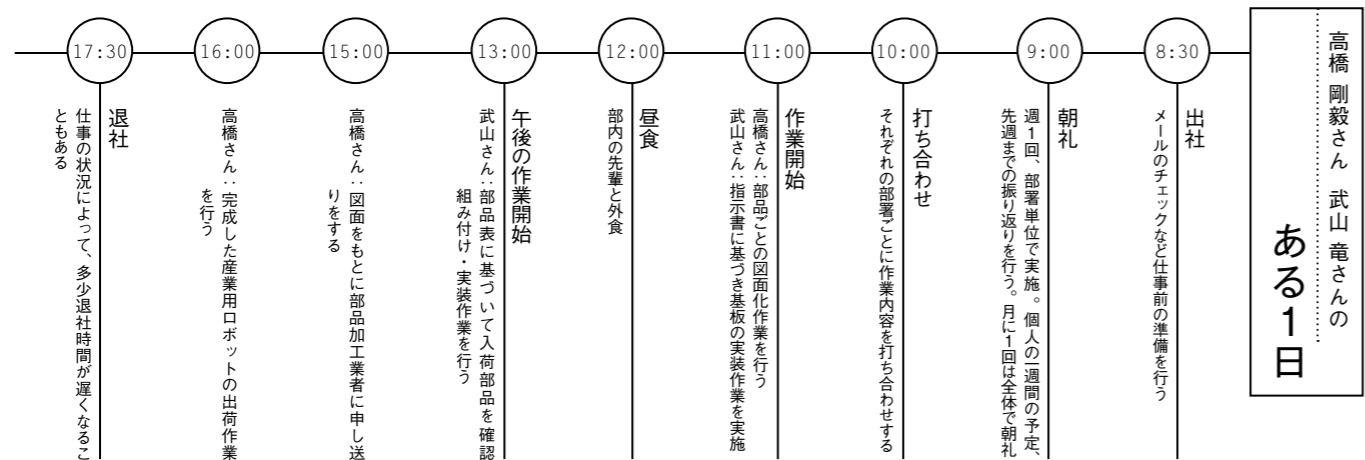 高橋 剛毅さん 武山 竜さんの
ある1日
8:30
出社
メールのチェックなど仕事前の準備を行う
9:00
朝礼
週1回、部署単位で実施。個人の一週間の予定、
先週までの振り返りを行う。月に1回は全体で朝礼
10:00
打ち合わせ
それぞれの部署ごとに作業内容を打ち合わせする
11:00
作業開始
高橋さん：部品ごとの図面化作業を行う
武山さん：指示書に基づき基板の実装作業を実施
12:00
昼食
部内の先輩と外食
13:00
午後の作業開始
武山さん：部品表に基づいて入荷部品を確認
組み付け・実装作業を行う
15:00
高橋さん：図面をもとに部品加工業者に申し送
りをする
16:00
高橋さん：完成した産業用ロボットの出荷作業
を行う
17:30
退社
仕事の状況によって、多少退社時間が遅くなるこ
ともある